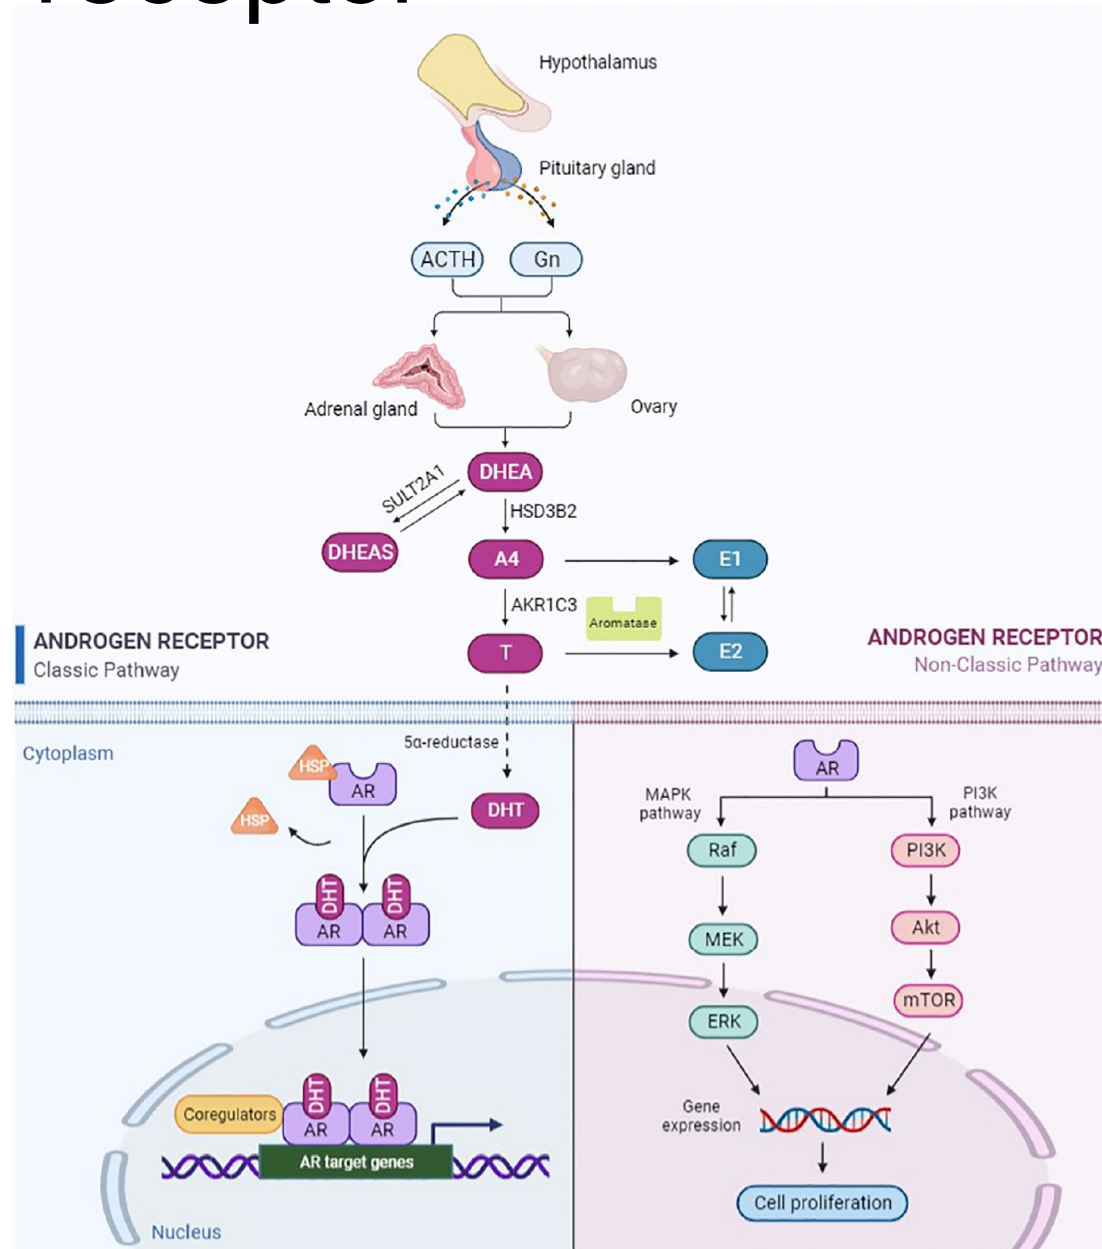 receptor
Hypothalamus
Pituitary gland
ACTH
Gn
Adrenal gland
Ovary
DHEA
SULT2A1
HSD3B2
DHEAS
A4
E1
AKR1C3
Aromatase
T
E2
ANDROGEN RECEPTOR
Classic Pathway
ANDROGEN RECEPTOR
Non-Classic Pathway
Cytoplasm
5α-reductase
HSP
AR
HSP
DHT
DHT
DHT
AR
AR
Coregulators
DHT
DHT
AR
AR
AR target genes
Nucleus
AR
MAPK
pathway
PI3K
pathway
Raf
PI3K
MEK
Akt
ERK
mTOR
Gene
expression
Cell proliferation